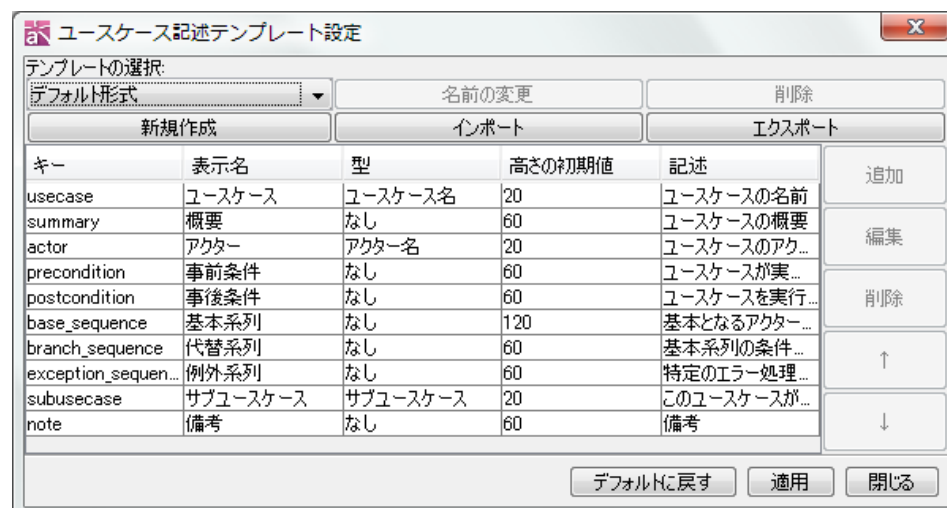 ユースケース記述テンプレート設定
テンプレートの選択:
デフォルト形式 名前の変更 削除
新規作成 インポート エクスポート
キー 表示名 型 高さの初期値 記述
usecase ユースケース ユースケース名 20 ユースケースの名前
summary 概要 なし 60 ユースケースの概要
actor アクター アクター名 20 ユースケースのアク...
precondition 事前条件 なし 60 ユースケースが実...
postcondition 事後条件 なし 60 ユースケースを実行...
base_sequence 基本系列 なし 120 基本となるアクター...
branch_sequence 代替系列 なし 60 基本系列の条件...
exception_sequen... 例外系列 なし 60 特定のエラー処理...
subusecase サブユースケース サブユースケース 20 このユースケースが...
note 備考 なし 60 備考
追加
編集
削除
↑
↓
デフォルトに戻す 適用 閉じる